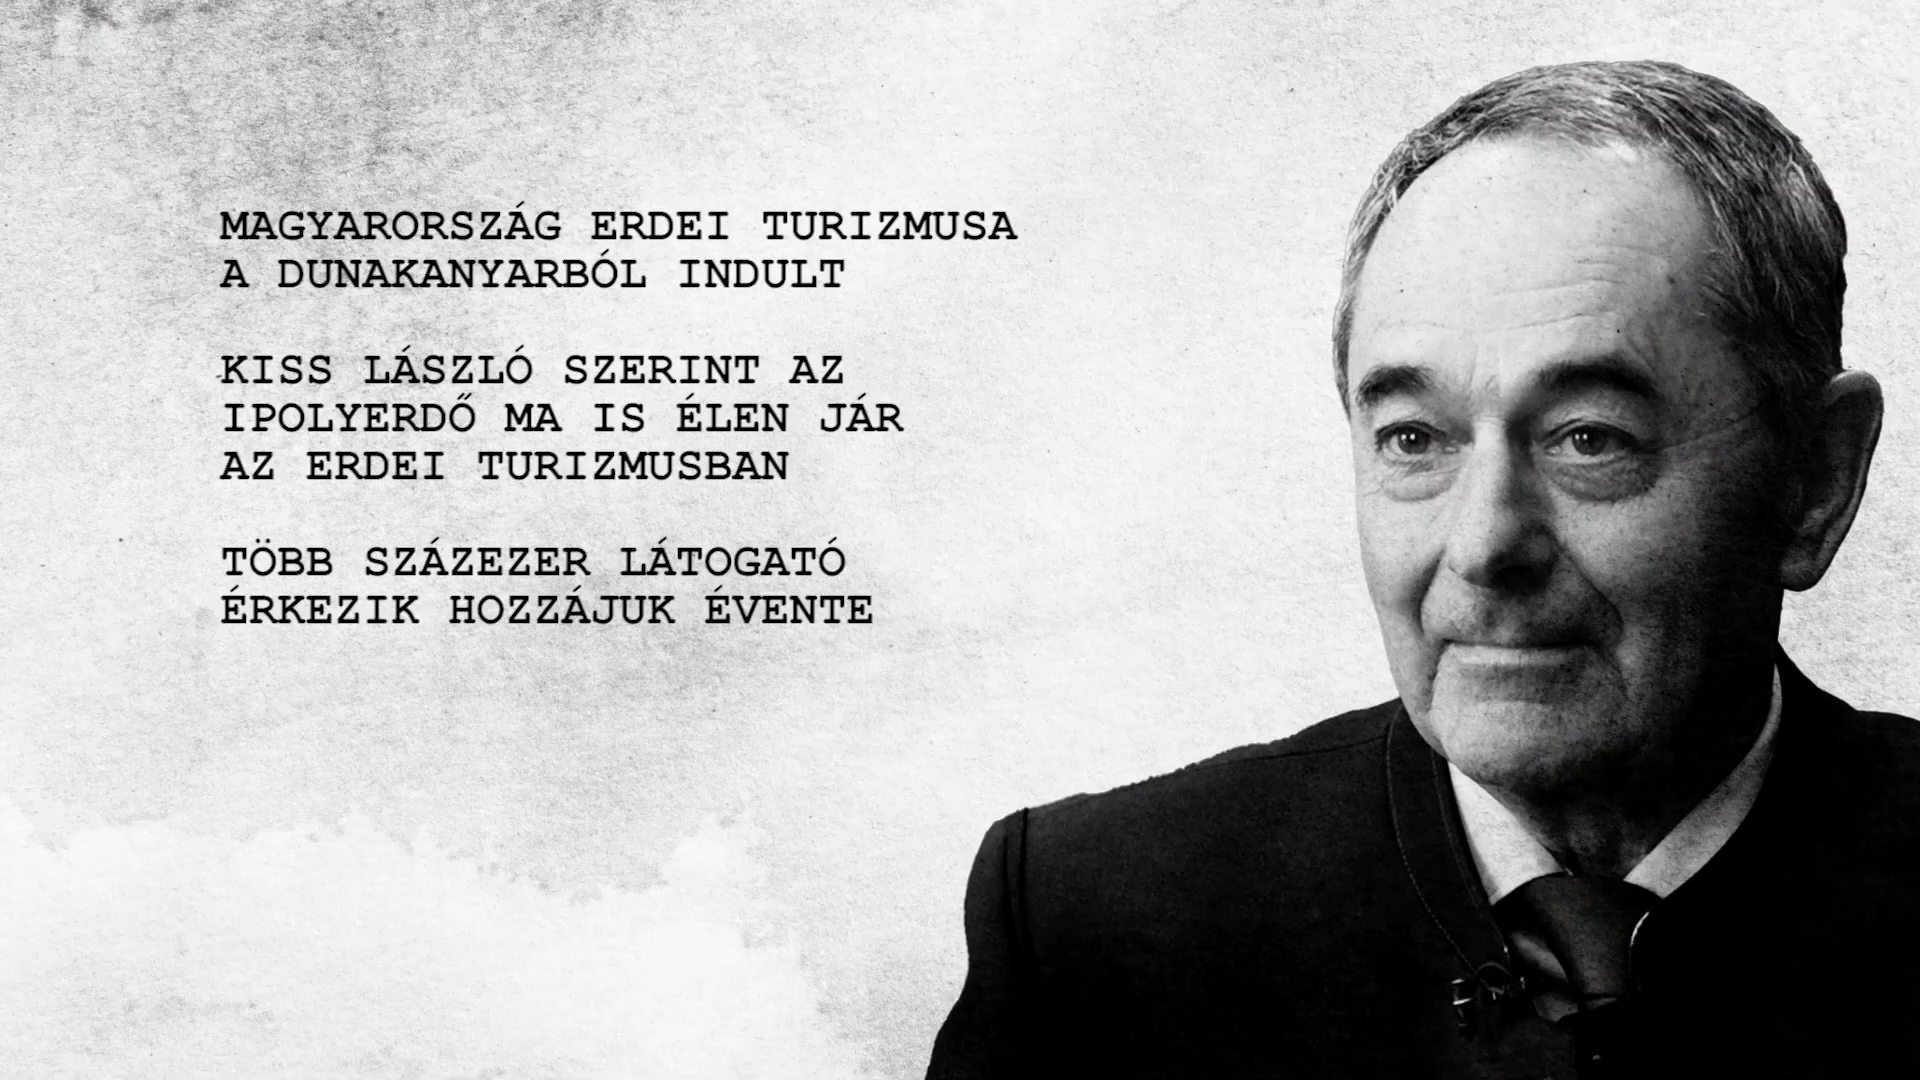 MAGYARORSZÁG ERDEI TURIZMUSA
A DUNAKANYARBÓL INDULT
KISS LÁSZLÓ SZERINT AZ
IPOLYERDŐ MA IS ÉLEN JÁR
AZ ERDEI TURIZMUSBAN
TÖBB SZÁZEZER LÁTOGATÓ
ÉRKEZIK HOZZÁJUK ÉVENTE